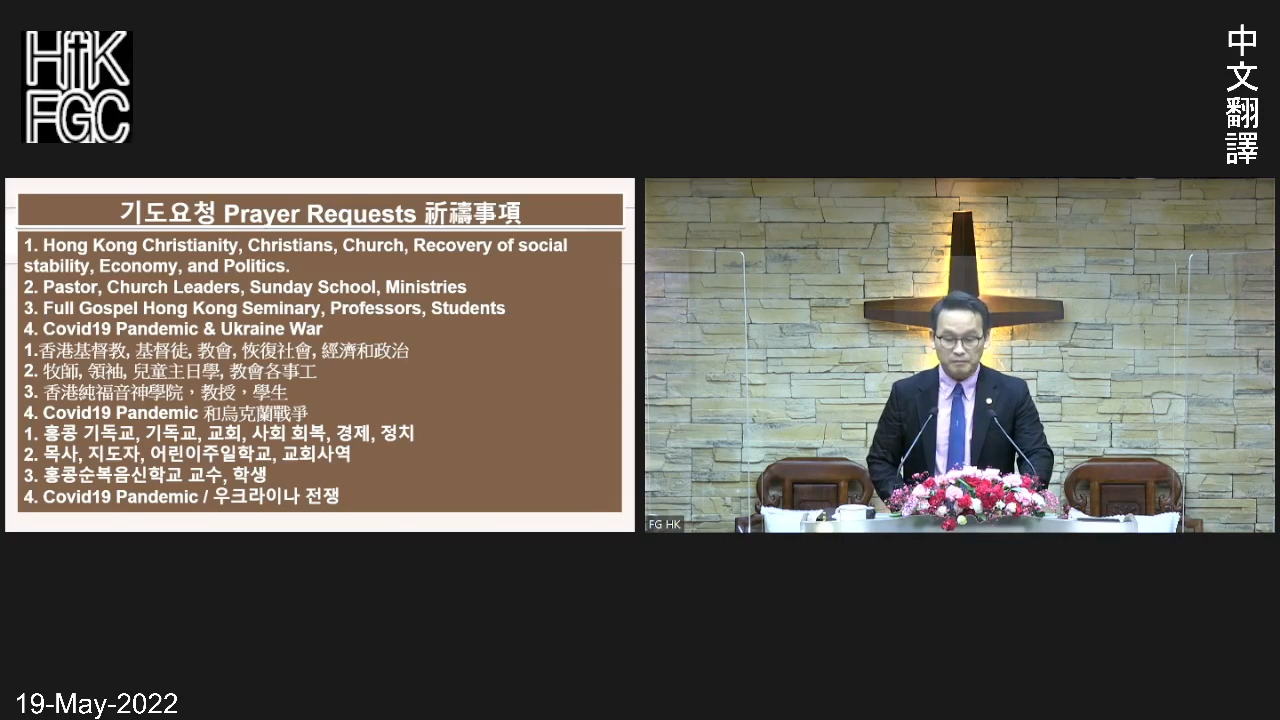 HK
FGC
中文翻譯
기도요청 Prayer Requests 祈禱事項
1. Hong Kong Christianity, Christians, Church, Recovery of social
stability, Economy, and Politics.
2. Pastor, Church Leaders, Sunday School, Ministries
3. Full Gospel Hong Kong Seminary, Professors, Students
4. Covid19 Pandemic & Ukraine War
1.香港基督教, 基督徒, 教會, 恢復社會, 經濟和政治
2. 牧師, 領袖, 兒童主日學, 教會各事工
3. 香港純福音神學院，教授，學生
4. Covid19 Pandemic 和烏克蘭戰爭
1. 홍콩 기독교, 기독교, 교회, 사회 회복, 경제, 정치
2. 목사, 지도자, 어린이주일학교, 교회사역
3. 홍콩순복음신학교 교수, 학생
4. Covid19 Pandemic / 우크라이나 전쟁
FG HK
19-May-2022